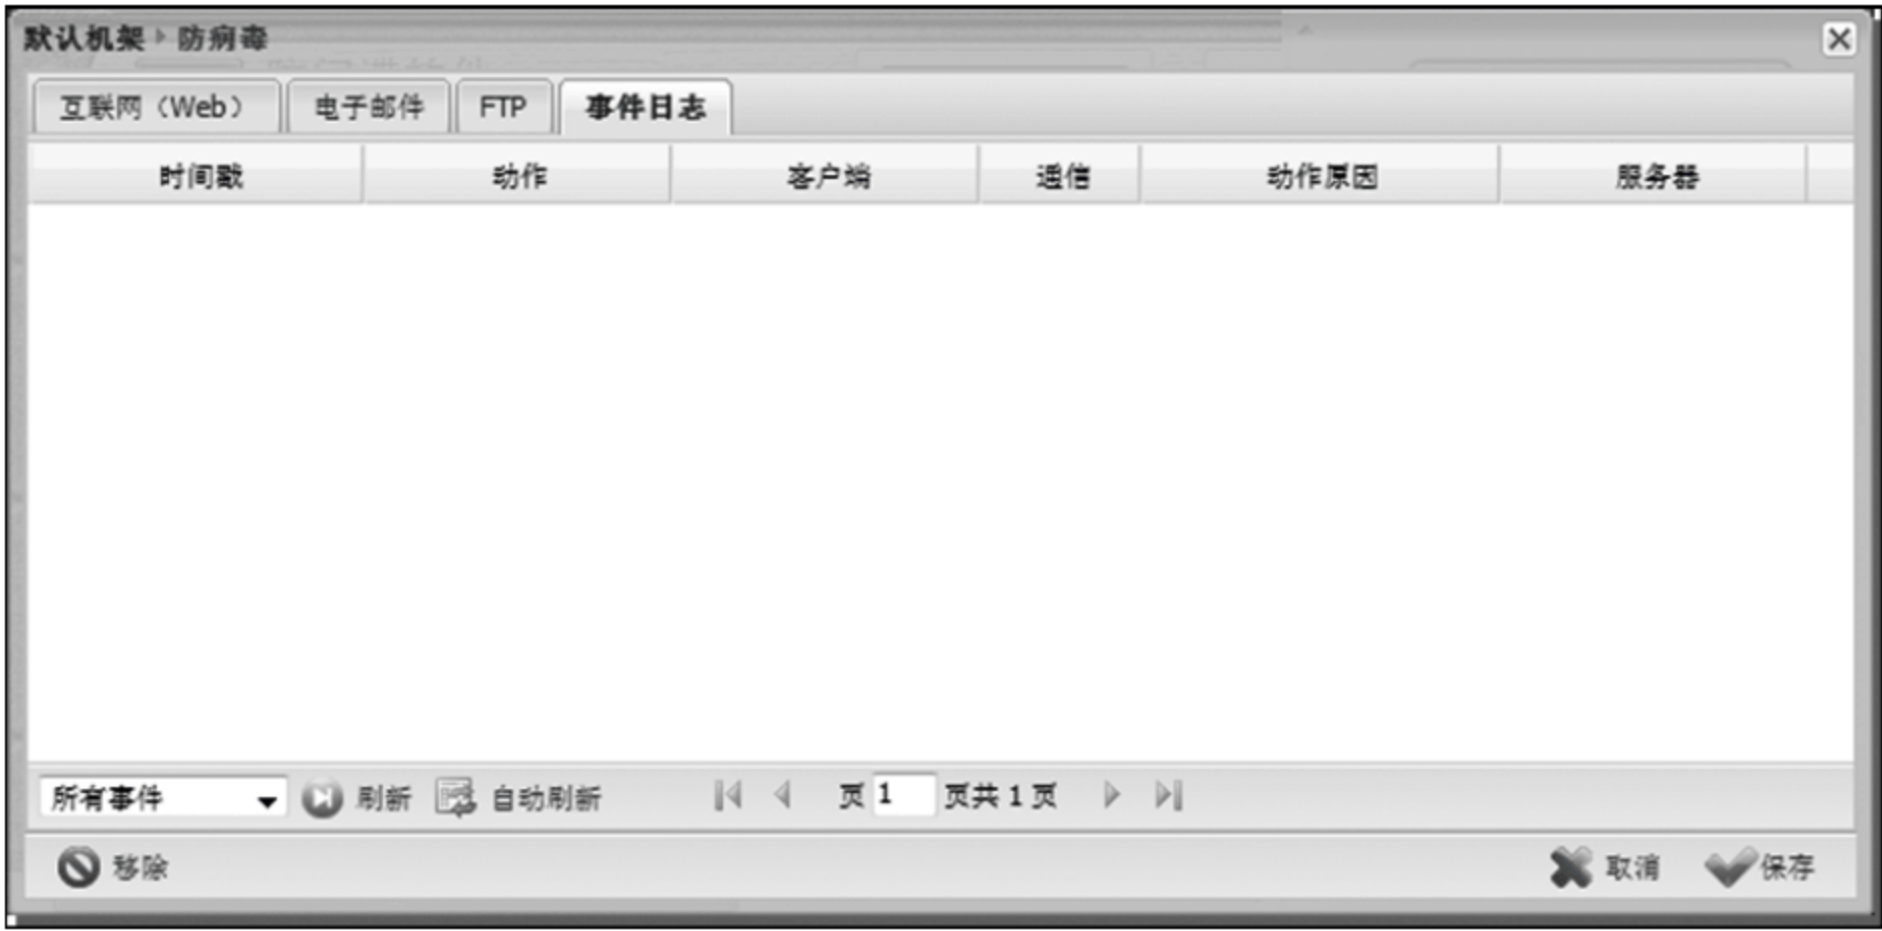 默认机架 防病毒
互联网（Web） 电子邮件 FTP 事件日志
时间戳 动作 客户端 通信 动作原因 服务器
所有事件 刷新 自动刷新 页 1 页共 1 页
移除 取消 保存